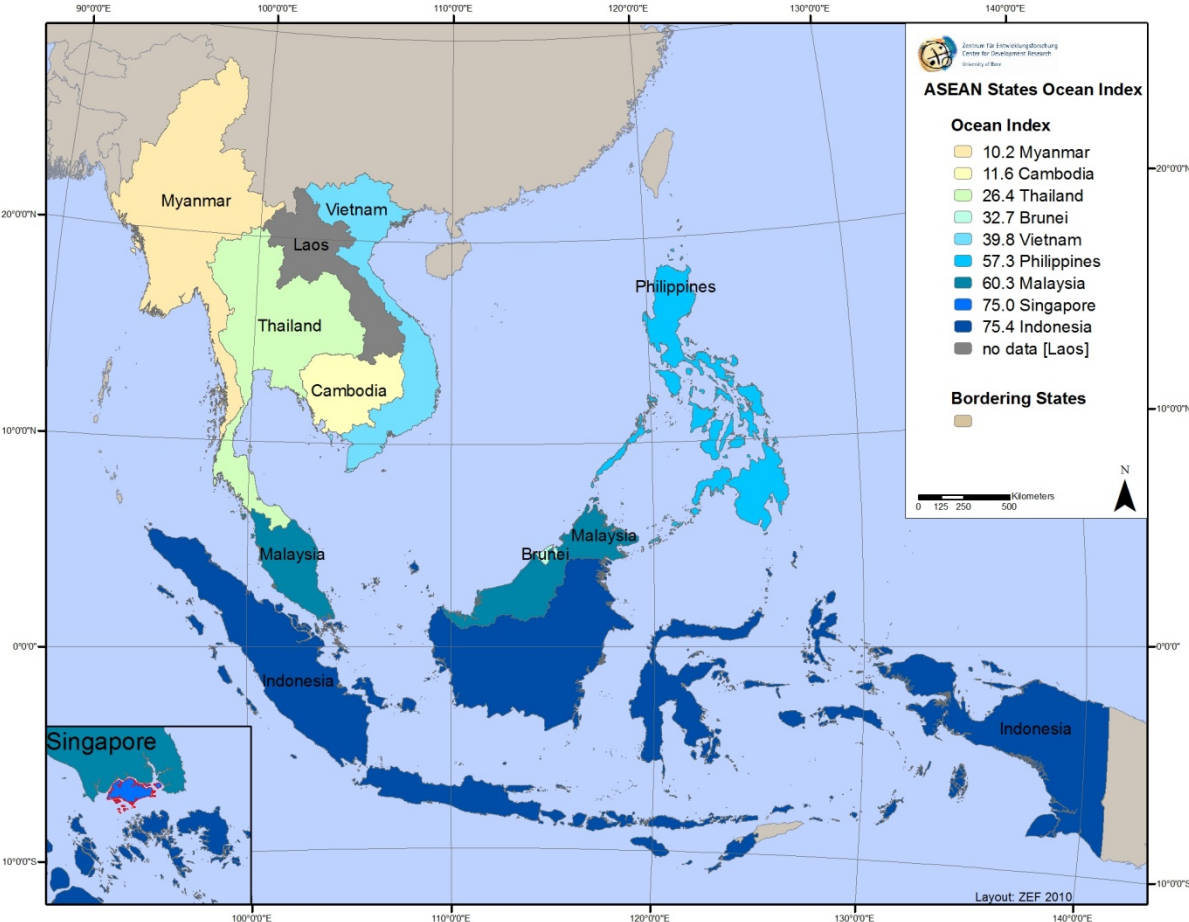 90°0'0"E 100°0'0"E 110°0'0"E 120°0'0"E 130°0'0"E 140°0'0"E
Zentrum für Entwicklungsforschung
Center for Development Research
University of Bonn
ASEAN States Ocean Index
Ocean Index
10.2 Myanmar
11.6 Cambodia
26.4 Thailand
32.7 Brunei
39.8 Vietnam
57.3 Philippines
60.3 Malaysia
75.0 Singapore
75.4 Indonesia
no data [Laos]
Bordering States
N
Kilometers
0 125 250 500
20°0'0"N
20°0'0"N
10°0'0"N
10°0'0"N
0°0'0"
0°0'0"
10°0'0"S
10°0'0"S
Myanmar
Vietnam
Laos
Thailand
Cambodia
Philippines
Malaysia
Malaysia
Brunei
Indonesia
Indonesia
Singapore
Layout: ZEF 2010
100°0'0"E 110°0'0"E 120°0'0"E 130°0'0"E 140°0'0"E